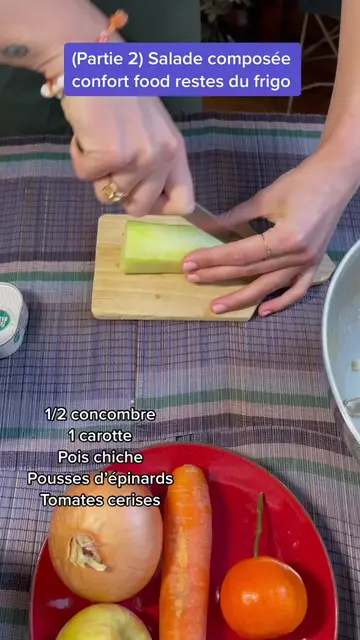 (Partie 2) Salade composée
confort food restes du frigo
1/2 concombre
1 carotte
Pois chiche
Pousses d'épinards
Tomates cerises